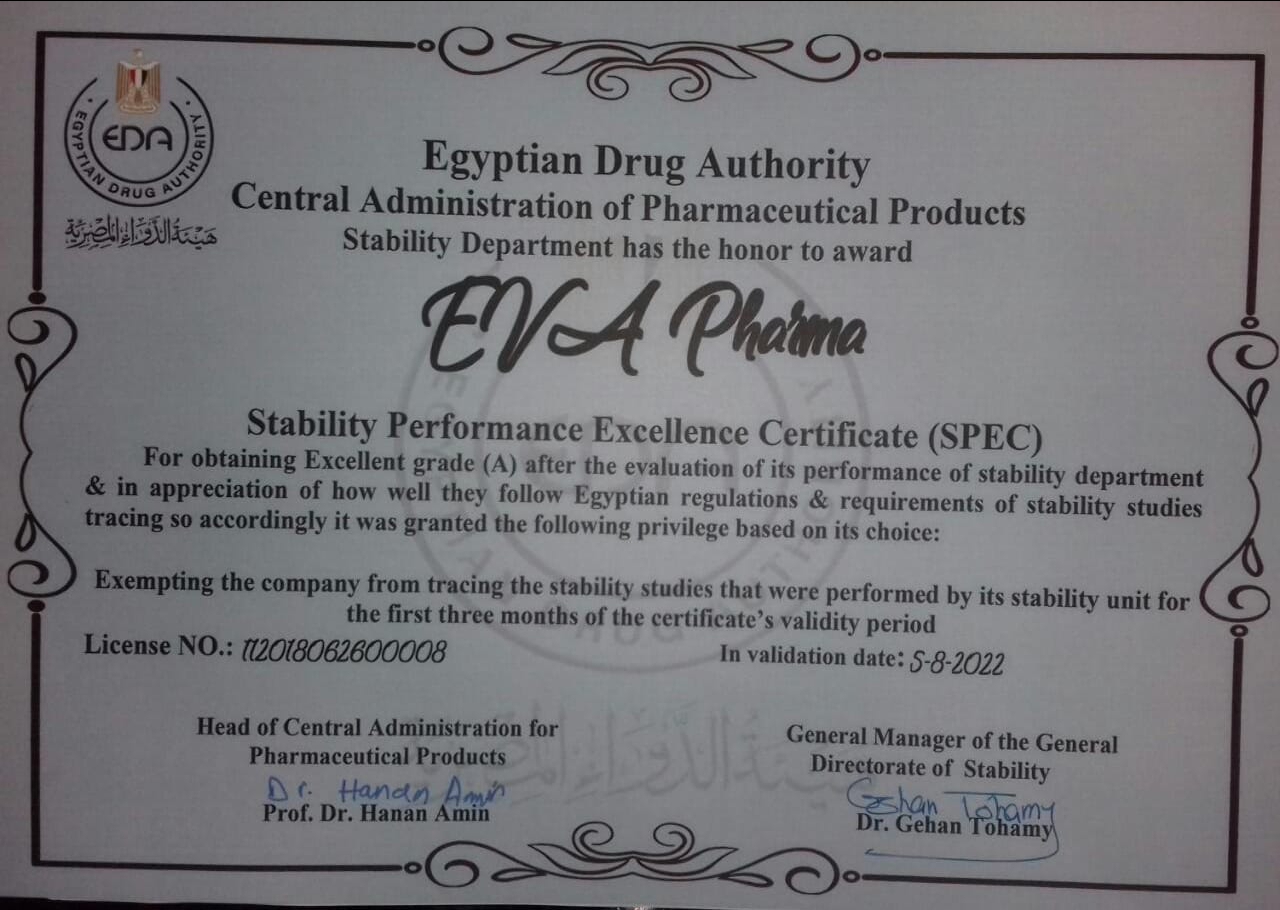 EDA
EGYPTIAN DRUG AUTHORITY
هيئة الدواء المصرية
Egyptian Drug Authority
Central Administration of Pharmaceutical Products
Stability Department has the honor to award
EVA Pharma
Stability Performance Excellence Certificate (SPEC)
For obtaining Excellent grade (A) after the evaluation of its performance of stability department
& in appreciation of how well they follow Egyptian regulations & requirements of stability studies
tracing so accordingly it was granted the following privilege based on its choice:
Exempting the company from tracing the stability studies that were performed by its stability unit for
the first three months of the certificate's validity period
License NO.: 112018062600008
In validation date: 5-8-2022
Head of Central Administration for
Pharmaceutical Products
Dr. Hanan Amin
Prof. Dr. Hanan Amin
General Manager of the General
Directorate of Stability
Geshan Tohamy
Dr. Gehan Tohamy